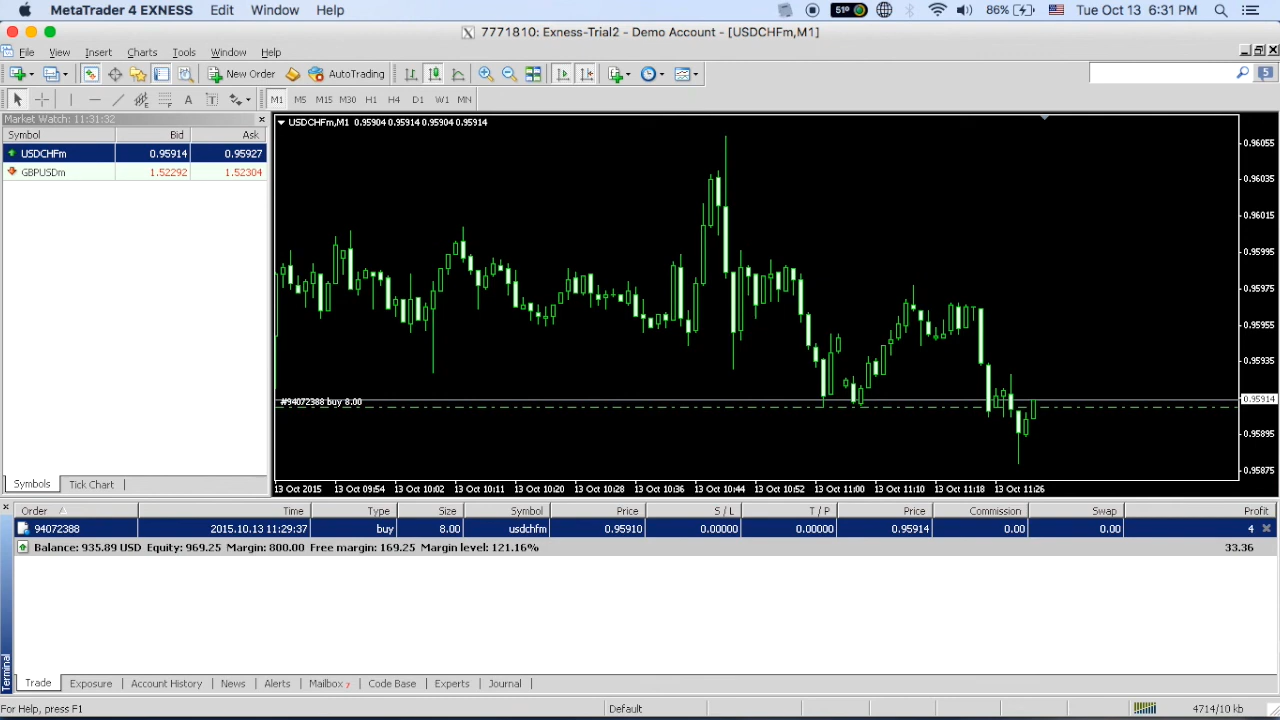 MetaTrader 4 EXNESS Edit Window Help 51° 86% Tue Oct 13 6:31 PM
7771810: Exness-Trial2 - Demo Account - [USDCHFm,M1]
File View Insert Charts Tools Window Help
New Order AutoTrading 5
A T M1 M5 M15 M30 H1 H4 D1 W1 MN
Market Watch: 11:31:32
Symbol Bid Ask
USDCHFm 0.95914 0.95927
GBPUSDm 1.52292 1.52304
Symbols Tick Chart
USDCHFm,M1 0.95904 0.95914 0.95904 0.95914
0.96055
0.96035
0.96015
0.95995
0.95975
0.95955
0.95935
#94072388 buy 8.00
0.95914
0.95895
0.95875
13 Oct 2015 13 Oct 09:54 13 Oct 10:02 13 Oct 10:11 13 Oct 10:20 13 Oct 10:28 13 Oct 10:36 13 Oct 10:44 13 Oct 10:52 13 Oct 11:00 13 Oct 11:10 13 Oct 11:18 13 Oct 11:26
Order Time Type Size Symbol Price S / L T / P Price Commission Swap Profit
94072388 2015.10.13 11:29:37 buy 8.00 usdchfm 0.95910 0.00000 0.00000 0.95914 0.00 0.00 4
Balance: 935.89 USD Equity: 969.25 Margin: 800.00 Free margin: 169.25 Margin level: 121.16% 33.36
Terminal
Trade Exposure Account History News Alerts Mailbox 7 Code Base Experts Journal
For Help, press F1 Default 4714/10 kb